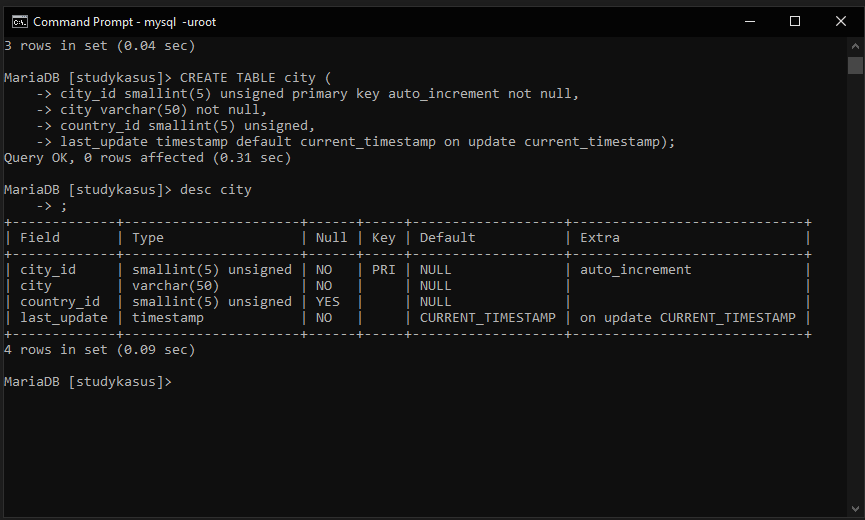 Command Prompt - mysql  -uroot
3 rows in set (0.04 sec)
MariaDB [studykasus]> CREATE TABLE city (
    -> city_id smallint(5) unsigned primary key auto_increment not null,
    -> city varchar(50) not null,
    -> country_id smallint(5) unsigned,
    -> last_update timestamp default current_timestamp on update current_timestamp);
Query OK, 0 rows affected (0.31 sec)
MariaDB [studykasus]> desc city
    -> ;
+-------------+----------------------+------+-----+-------------------+-----------------------------+
| Field       | Type                 | Null | Key | Default           | Extra                       |
+-------------+----------------------+------+-----+-------------------+-----------------------------+
| city_id     | smallint(5) unsigned | NO   | PRI | NULL              | auto_increment              |
| city        | varchar(50)          | NO   |     | NULL              |                             |
| country_id  | smallint(5) unsigned | YES  |     | NULL              |                             |
| last_update | timestamp            | NO   |     | CURRENT_TIMESTAMP | on update CURRENT_TIMESTAMP |
+-------------+----------------------+------+-----+-------------------+-----------------------------+
4 rows in set (0.09 sec)
MariaDB [studykasus]>